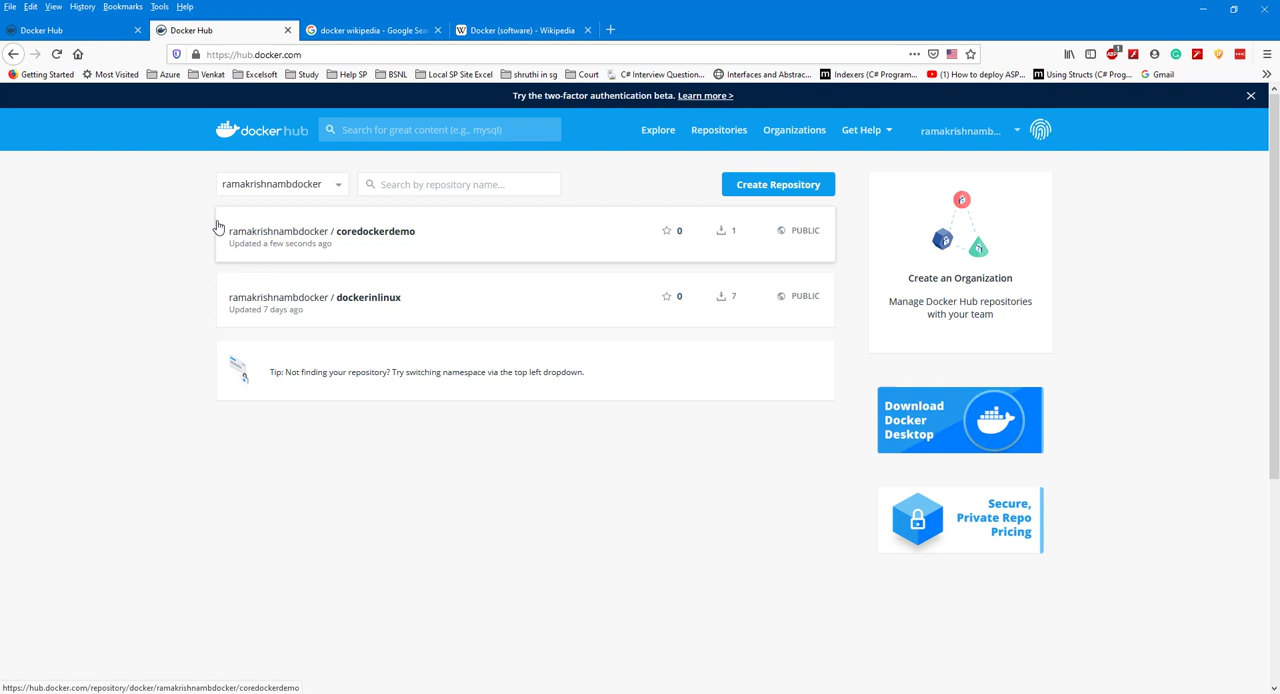 File Edit View History Bookmarks Tools Help
Docker Hub
Docker Hub
docker wikipedia - Google Sea
Docker (software) - Wikipedia
https://hub.docker.com
Getting Started Most Visited Azure Venkat Excelsoft Study Help SP BSNL Local SP Site Excel shruthi in sg Court C# Interview Question... Interfaces and Abstrac... Indexers (C# Program... (1) How to deploy ASP... Using Structs (C# Prog... Gmail
Try the two-factor authentication beta. Learn more >
docker hub
Search for great content (e.g., mysql)
Explore Repositories Organizations Get Help ramakrishnamb...
ramakrishnambdocker
Search by repository name...
Create Repository
ramakrishnambdocker / coredockerdemo
Updated a few seconds ago
0 1 PUBLIC
ramakrishnambdocker / dockerinlinux
Updated 7 days ago
0 7 PUBLIC
Tip: Not finding your repository? Try switching namespace via the top left dropdown.
Create an Organization
Manage Docker Hub repositories
with your team
Download
Docker
Desktop
Secure,
Private Repo
Pricing
https://hub.docker.com/repository/docker/ramakrishnambdocker/coredockerdemo